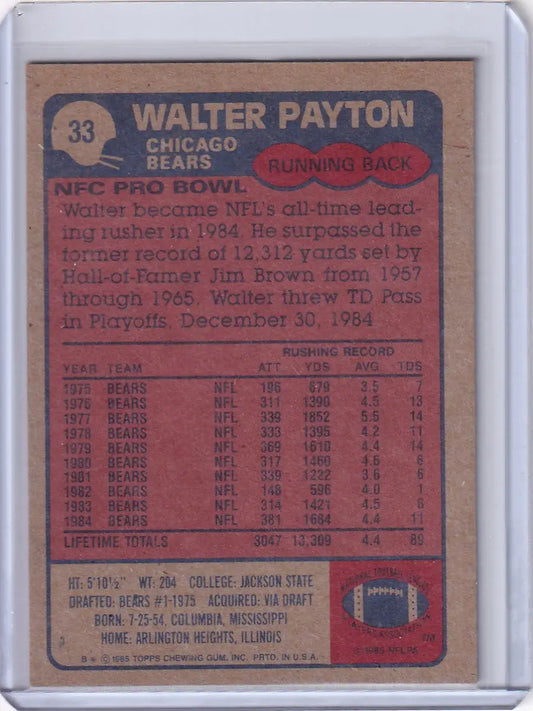 33
WALTER PAYTON
CHICAGO
BEARS
RUNNING BACK
NFC PRO BOWL
Walter became NFL's all-time lead-
ing rusher in 1984. He surpassed the
former record of 12,312 yards set by
Hall-of-Famer Jim Brown from 1957
through 1965. Walter threw TD Pass
in Playoffs, December 30, 1984
RUSHING RECORD
YEAR TEAM ATT YDS AVG TDS
1975 BEARS NFL 196 679 3.5 7
1976 BEARS NFL 311 1390 4.5 13
1977 BEARS NFL 339 1852 5.5 14
1978 BEARS NFL 333 1395 4.2 11
1979 BEARS NFL 369 1610 4.4 14
1980 BEARS NFL 317 1460 4.6 6
1981 BEARS NFL 339 1222 3.6 6
1982 BEARS NFL 148 596 4.0 1
1983 BEARS NFL 314 1421 4.5 6
1984 BEARS NFL 381 1684 4.4 11
LIFETIME TOTALS 3047 13,309 4.4 89
HT: 5'10½" WT: 204 COLLEGE: JACKSON STATE
DRAFTED: BEARS #1-1975 ACQUIRED: VIA DRAFT
BORN: 7-25-54, COLUMBIA, MISSISSIPPI
HOME: ARLINGTON HEIGHTS, ILLINOIS
B* © 1985 TOPPS CHEWING GUM, INC. PRTD. IN U.S.A.
NATIONAL FOOTBALL LEAGUE
PLAYERS ASSOCIATION
TM
© 1985 NFLPA